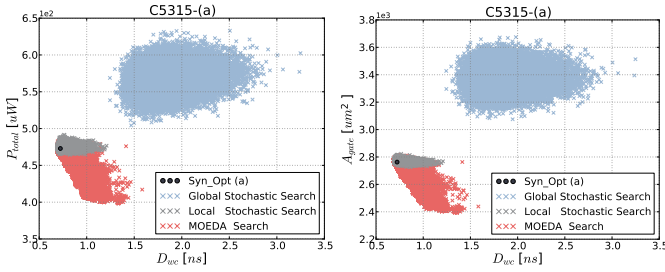 C5315-(a)
6.5 1e2
6.0
5.5
5.0
4.5
4.0
3.5
P_total [uW]
0.5 1.0 1.5 2.0 2.5 3.0 3.5
D_wc [ns]
Syn_Opt (a)
Global Stochastic Search
Local Stochastic Search
MOEDA Search
C5315-(a)
3.8 1e3
3.6
3.4
3.2
3.0
2.8
2.6
2.4
2.2
A_gate [um²]
0.5 1.0 1.5 2.0 2.5 3.0 3.5
D_wc [ns]
Syn_Opt (a)
Global Stochastic Search
Local Stochastic Search
MOEDA Search